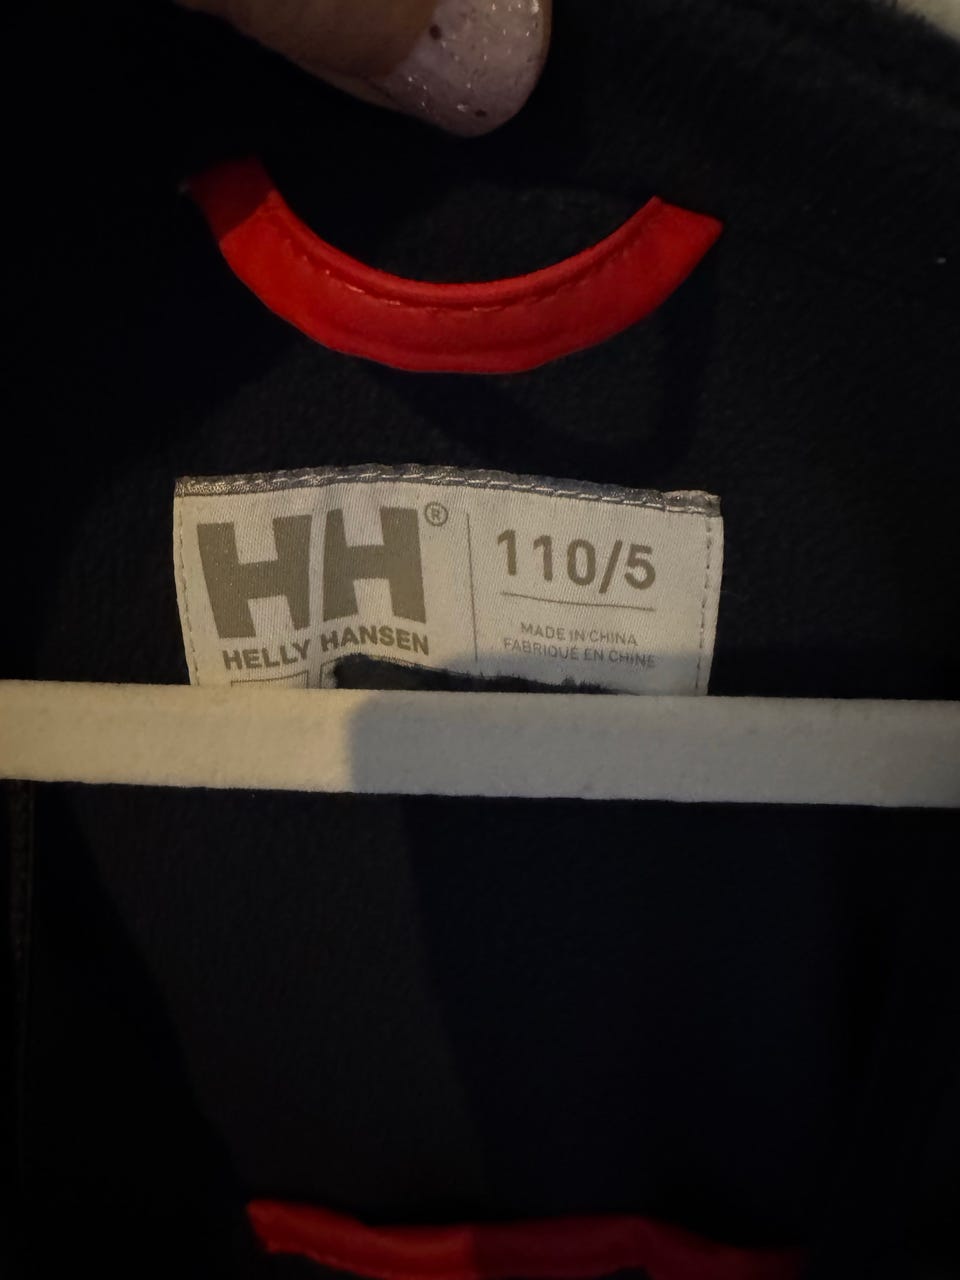 HH®
HELLY HANSEN
110/5
MADE IN CHINA
FABRIQUÉ EN CHINE